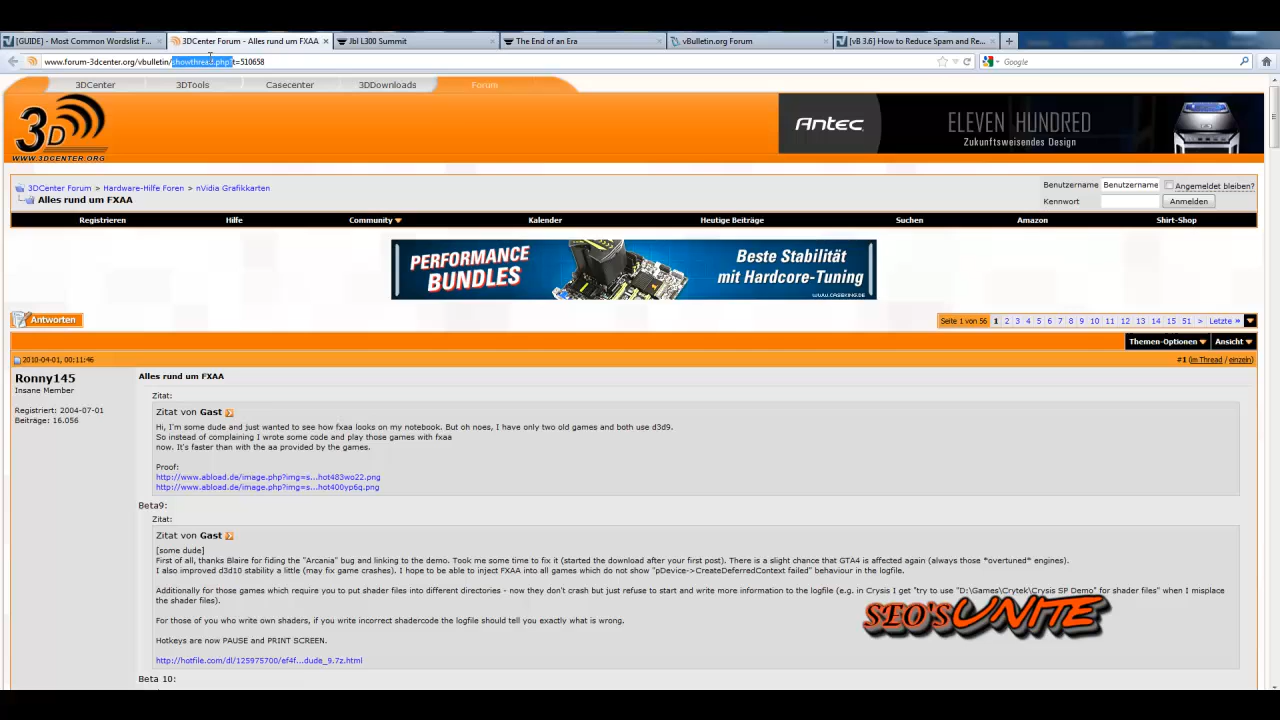 [GUIDE] - Most Common Wordslist F...
3DCenter Forum - Alles rund um FXAA
Jbl L300 Summit
The End of an Era
vBulletin.org Forum
[vB 3.6] How to Reduce Spam and Re...
www.forum-3dcenter.org/vbulletin/showthread.php?t=510658
Google
3DCenter
3DTools
Casecenter
3DDownloads
Forum
3D
WWW.3DCENTER.ORG
ANTEC
ELEVEN HUNDRED
Zukunftsweisendes Design
3DCenter Forum > Hardware-Hilfe Foren > nVidia Grafikkarten
Alles rund um FXAA
Benutzername
Benutzername
Angemeldet bleiben?
Kennwort
Anmelden
Registrieren
Hilfe
Community
Kalender
Heutige Beiträge
Suchen
Amazon
Shirt-Shop
PERFORMANCE BUNDLES
Beste Stabilität
mit Hardcore-Tuning
WWW.CASEKING.DE
Antworten
Seite 1 von 56 1 2 3 4 5 6 7 8 9 10 11 12 13 14 15 51 > Letzte »
Themen-Optionen
Ansicht
2010-04-01, 00:11:46
#1 (im Thread / einzeln)
Ronny145
Insane Member
Registriert: 2004-07-01
Beiträge: 16.056
Alles rund um FXAA
Zitat:
Zitat von Gast
Hi, I'm some dude and just wanted to see how fxaa looks on my notebook. But oh noes, I have only two old games and both use d3d9.
So instead of complaining I wrote some code and play those games with fxaa
now. It's faster than with the aa provided by the games.
Proof:
http://www.abload.de/image.php?img=s...hot483wo22.png
http://www.abload.de/image.php?img=s...hot400yp6q.png
Beta9:
Zitat:
Zitat von Gast
[some dude]
First of all, thanks Blaire for fiding the "Arcania" bug and linking to the demo. Took me some time to fix it (started the download after your first post). There is a slight chance that GTA4 is affected again (always those *overtuned* engines).
I also improved d3d10 stability a little (may fix game crashes). I hope to be able to inject FXAA into all games which do not show "pDevice->CreateDeferredContext failed" behaviour in the logfile.
Additionally for those games which require you to put shader files into different directories - now they don't crash but just refuse to start and write more information to the logfile (e.g. in Crysis I get "try to use "D:\Games\Crytek\Crysis SP Demo" for shader files" when I misplace
the shader files).
For those of you who write own shaders, if you write incorrect shadercode the logfile should tell you exactly what is wrong.
Hotkeys are now PAUSE and PRINT SCREEN.
http://hotfile.com/dl/125975700/ef4f...dude_9.7z.html
Beta 10:
SEO'S UNITE